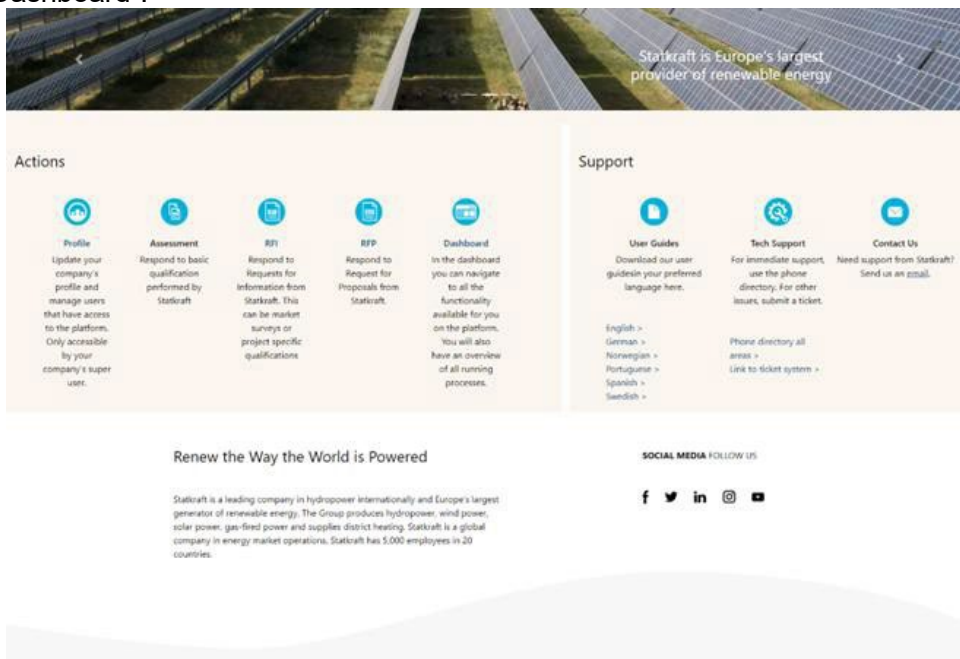 Dashboard".
Statkraft is Europe's largest
provider of renewable energy
Actions
Profile
Update your
company's
profile and
manage users
that have access
to the platform.
Only accessible
by your
company's super
user.
Assessment
Respond to basic
qualification
performed by
Statkraft
RFI
Respond to
Requests for
Information from
Statkraft. This
can be market
surveys or
project specific
qualifications
RFP
Respond to
Request for
Proposals from
Statkraft.
Dashboard
In the dashboard
you can navigate
to all the
functionality
available for you
on the platform.
You will also
have an overview
of all running
processes.
Support
User Guides
Download our user
guidesin your preferred
language here.
English >
German >
Norwegian >
Portuguese >
Spanish >
Swedish >
Tech Support
For immediate support,
use the phone
directory. For other
issues, submit a ticket.
Phone directory all
areas >
Link to ticket system >
Contact Us
Need support from Statkraft?
Send us an email.
Renew the Way the World is Powered
Statkraft is a leading company in hydropower internationally and Europe's largest
generator of renewable energy. The Group produces hydropower, wind power,
solar power, gas-fired power and supplies district heating. Statkraft is a global
company in energy market operations. Statkraft has 5,000 employees in 20
countries.
SOCIAL MEDIA FOLLOW US